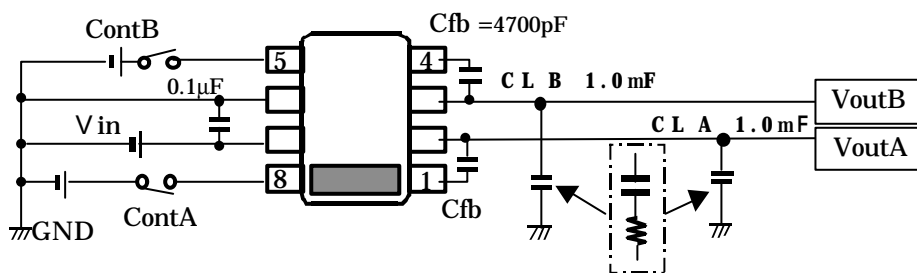 ContB
Cfb =4700pF
5
4
0.1μF
CLB 1.0mF
VoutB
Vin
CLA 1.0mF
VoutA
8
1
ContA
Cfb
GND